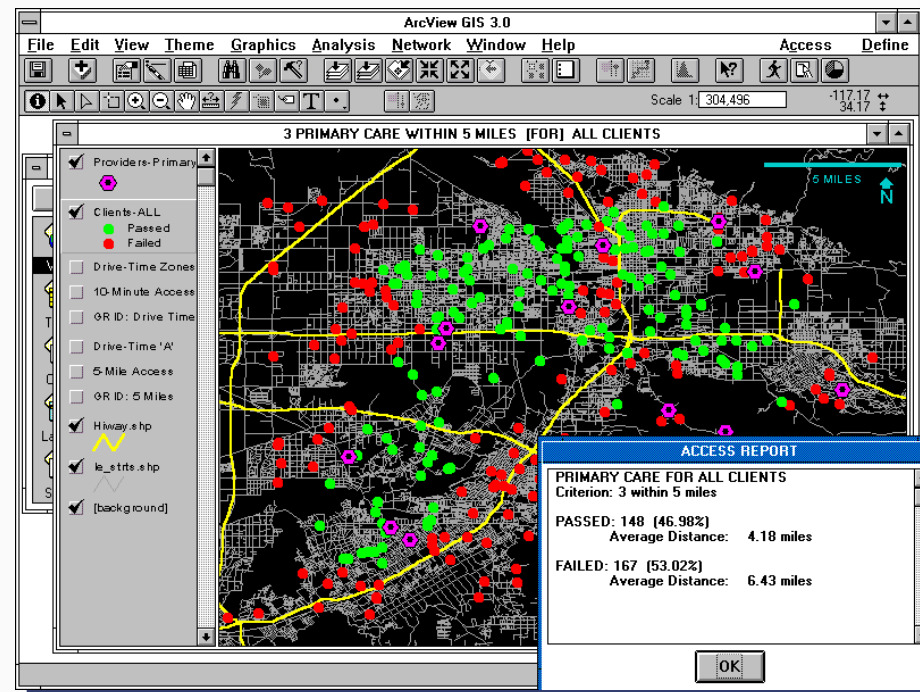 ArcView GIS 3.0
File Edit View Theme Graphics Analysis Network Window Help Access Define
Scale 1: 304,496
-117.17
34.17
3 PRIMARY CARE WITHIN 5 MILES [FOR] ALL CLIENTS
Providers-Primary
Clients-ALL
Passed
Failed
Drive-Time Zones
10-Minute Access
GRID: Drive Time
Drive-Time 'A'
5-Mile Access
GRID: 5 Miles
Hiway.shp
ie_strts.shp
[background]
5 MILES
N
ACCESS REPORT
PRIMARY CARE FOR ALL CLIENTS
Criterion: 3 within 5 miles
PASSED: 148 (46.98%)
Average Distance: 4.18 miles
FAILED: 167 (53.02%)
Average Distance: 6.43 miles
OK